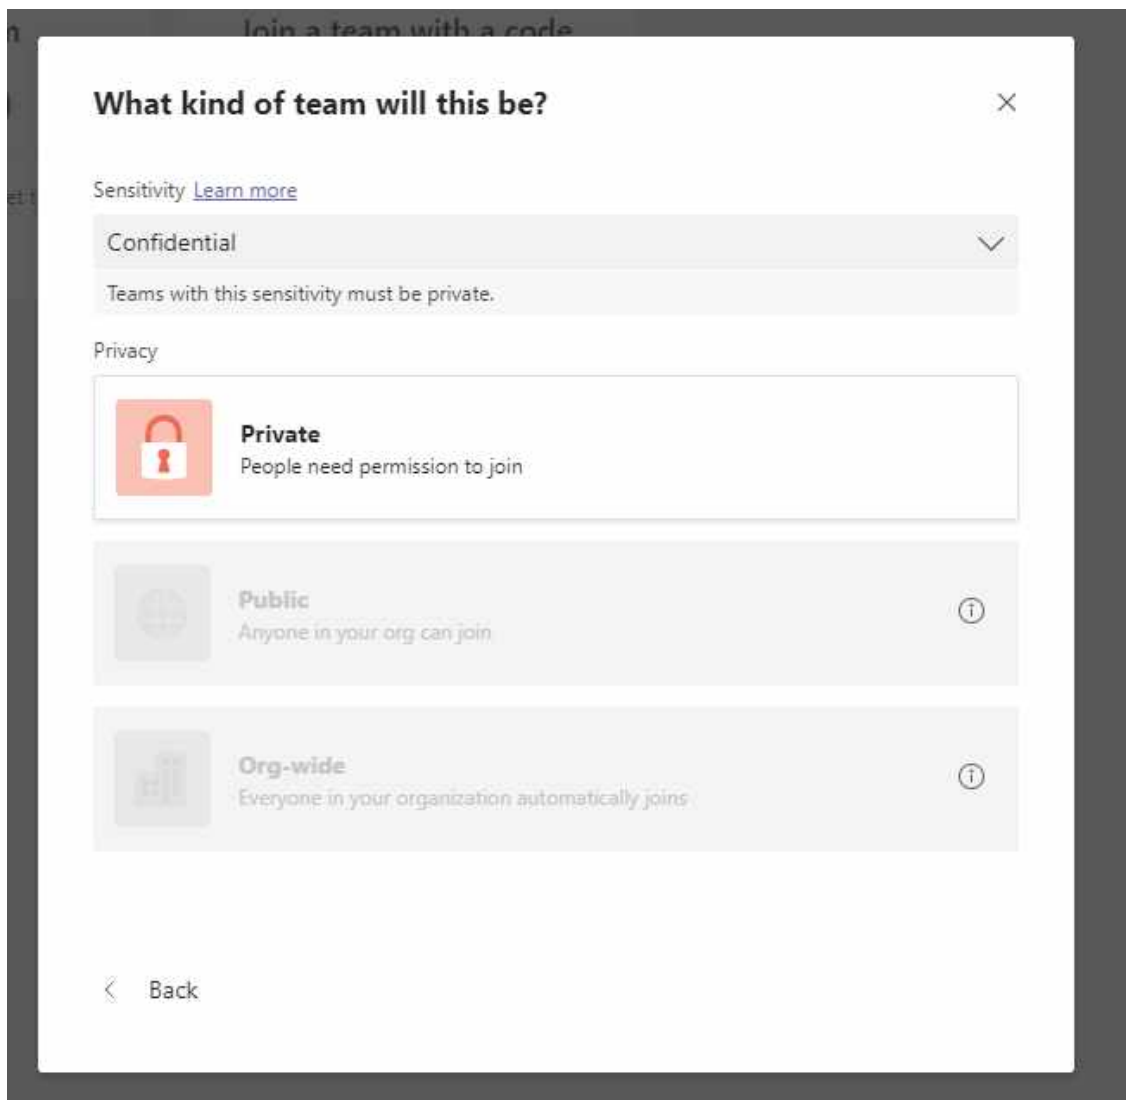 Join a team with a code
What kind of team will this be?
Sensitivity Learn more
Confidential
Teams with this sensitivity must be private.
Privacy
Private
People need permission to join
Public
Anyone in your org can join
Org-wide
Everyone in your organization automatically joins
Back